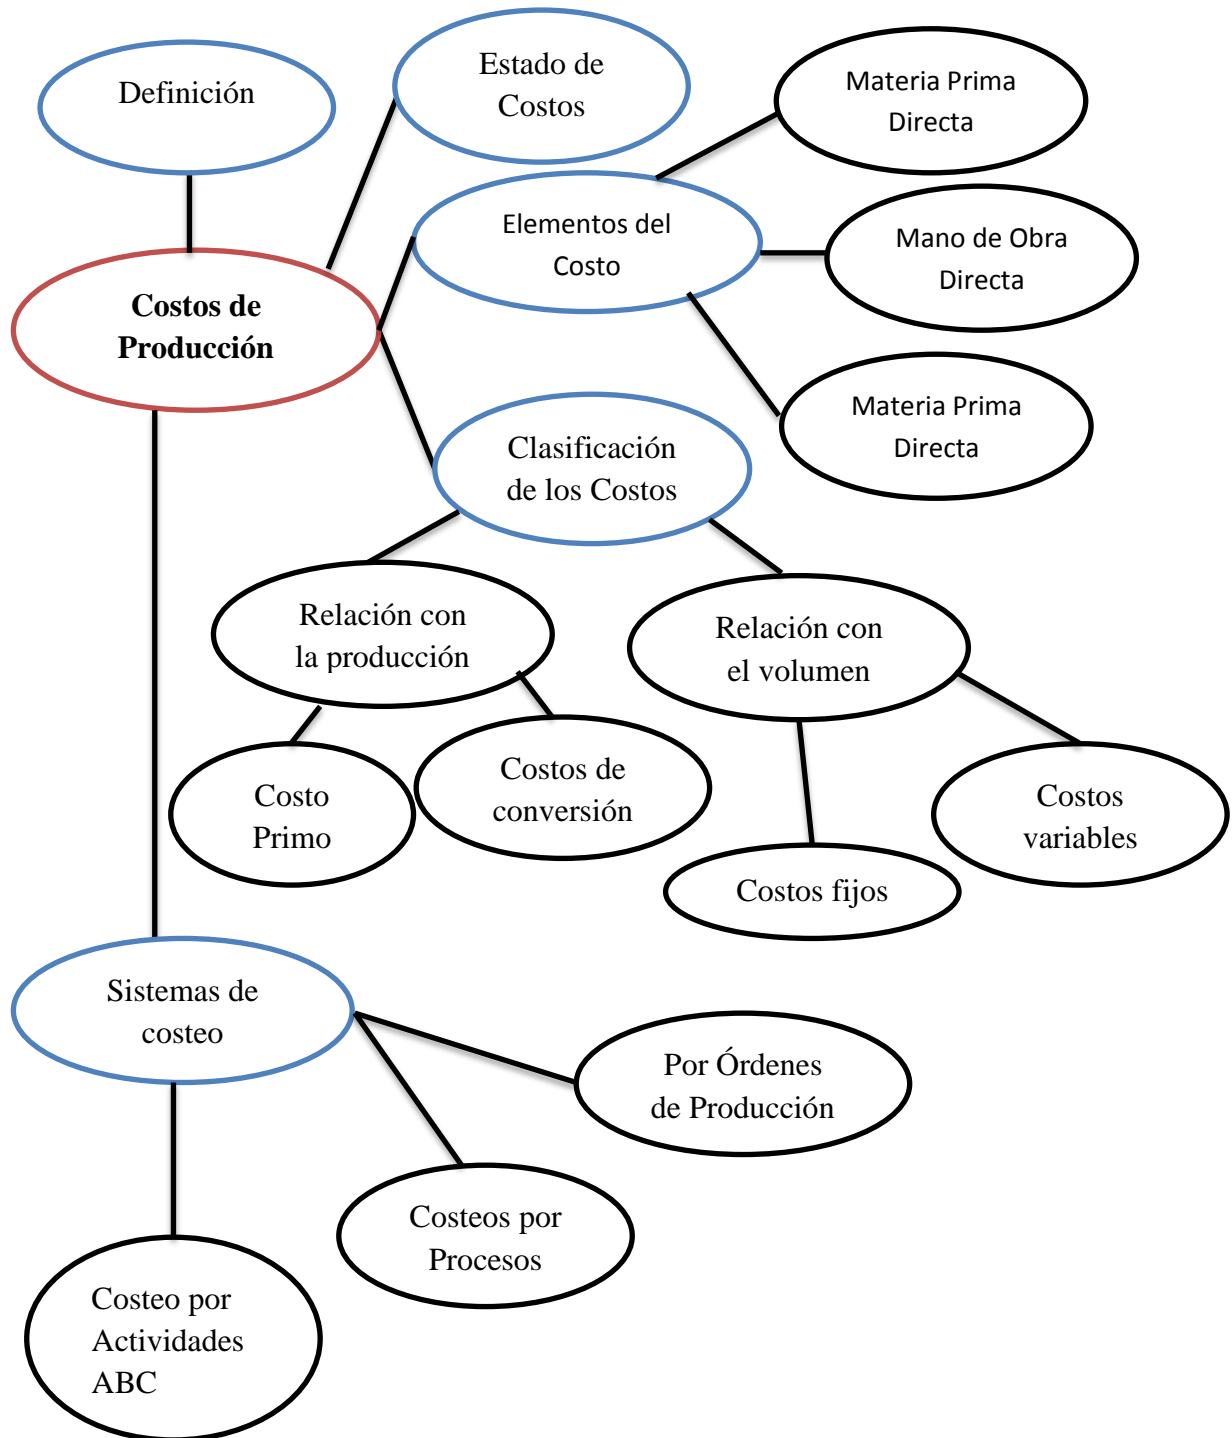 Definición
Estado de
Costos
Materia Prima
Directa
Elementos del
Costo
Mano de Obra
Directa
Costos de
Producción
Materia Prima
Directa
Clasificación
de los Costos
Relación con
la producción
Relación con
el volumen
Costo
Primo
Costos de
conversión
Costos fijos
Costos
variables
Sistemas de
costeo
Por Órdenes
de Producción
Costeos por
Procesos
Costeo por
Actividades
ABC